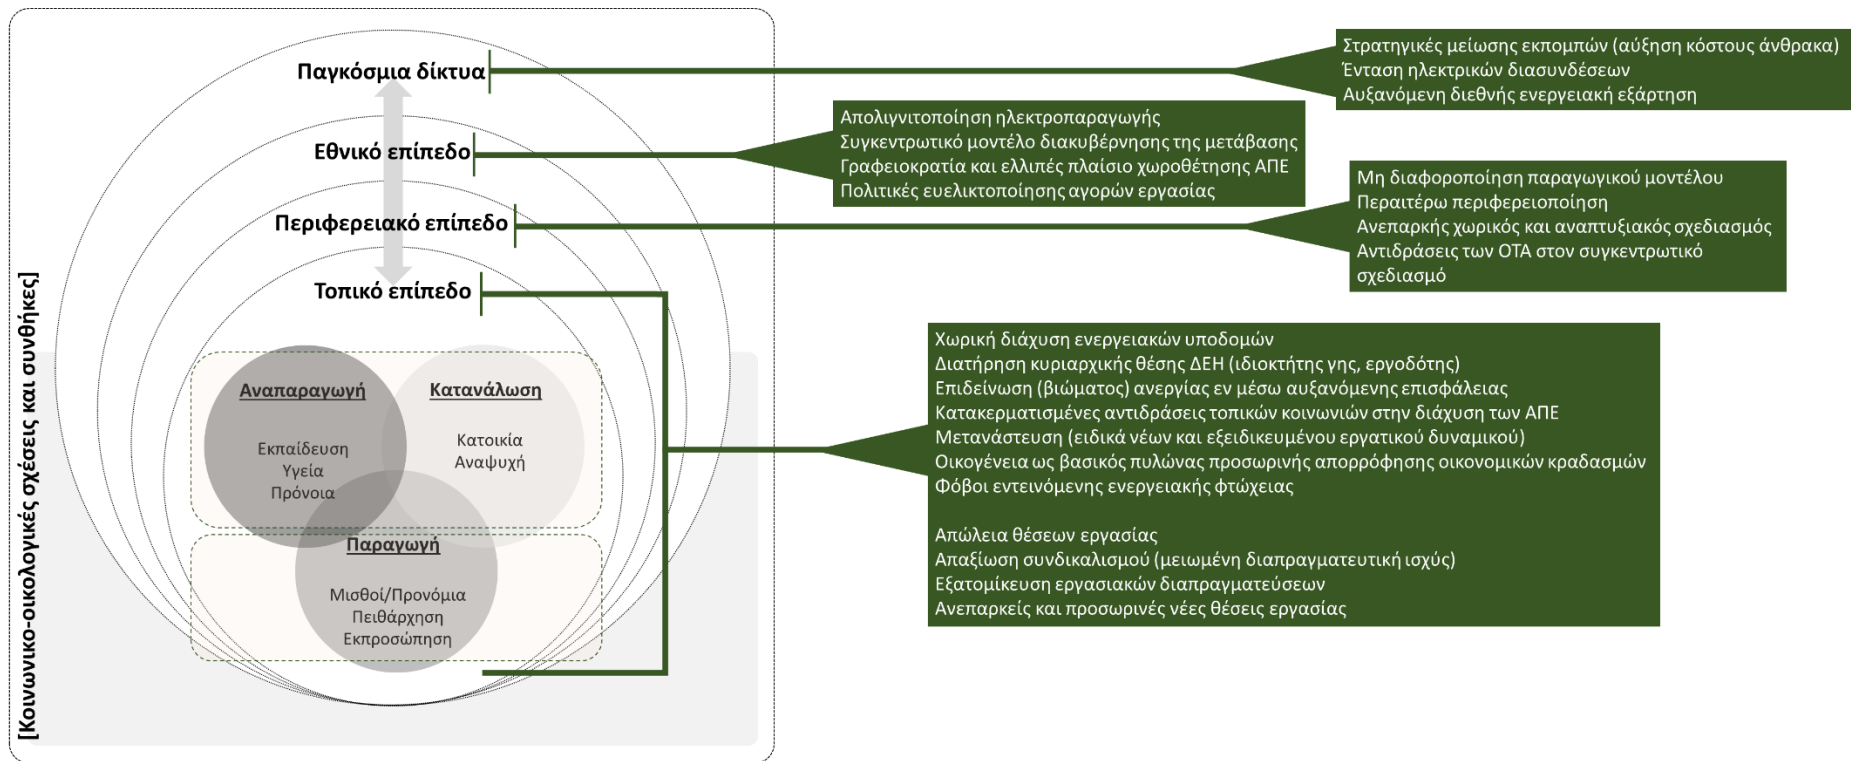 [Κοινωνικο-οικολογικές σχέσεις και συνθήκες]
Παγκόσμια δίκτυα
Εθνικό επίπεδο
Περιφερειακό επίπεδο
Τοπικό επίπεδο
Αναπαραγωγή
Εκπαίδευση
Υγεία
Πρόνοια
Κατανάλωση
Κατοικία
Αναψυχή
Παραγωγή
Μισθοί/Προνόμια
Πειθάρχηση
Εκπροσώπηση
Στρατηγικές μείωσης εκπομπών (αύξηση κόστους άνθρακα)
Ένταση ηλεκτρικών διασυνδέσεων
Αυξανόμενη διεθνής ενεργειακή εξάρτηση
Απολιγνιτοποίηση ηλεκτροπαραγωγής
Συγκεντρωτικό μοντέλο διακυβέρνησης της μετάβασης
Γραφειοκρατία και ελλιπές πλαίσιο χωροθέτησης ΑΠΕ
Πολιτικές ευελικτοποίησης αγορών εργασίας
Μη διαφοροποίηση παραγωγικού μοντέλου
Περαιτέρω περιφερειοποίηση
Ανεπαρκής χωρικός και αναπτυξιακός σχεδιασμός
Αντιδράσεις των ΟΤΑ στον συγκεντρωτικό
σχεδιασμό
Χωρική διάχυση ενεργειακών υποδομών
Διατήρηση κυριαρχικής θέσης ΔΕΗ (ιδιοκτήτης γης, εργοδότης)
Επιδείνωση (βιώματος) ανεργίας εν μέσω αυξανόμενης επισφάλειας
Κατακερματισμένες αντιδράσεις τοπικών κοινωνιών στην διάχυση των ΑΠΕ
Μετανάστευση (ειδικά νέων και εξειδικευμένου εργατικού δυναμικού)
Οικογένεια ως βασικός πυλώνας προσωρινής απορρόφησης οικονομικών κραδασμών
Φόβοι εντεινόμενης ενεργειακής φτώχειας
Απώλεια θέσεων εργασίας
Απαξίωση συνδικαλισμού (μειωμένη διαπραγματευτική ισχύς)
Εξατομίκευση εργασιακών διαπραγματεύσεων
Ανεπαρκείς και προσωρινές νέες θέσεις εργασίας